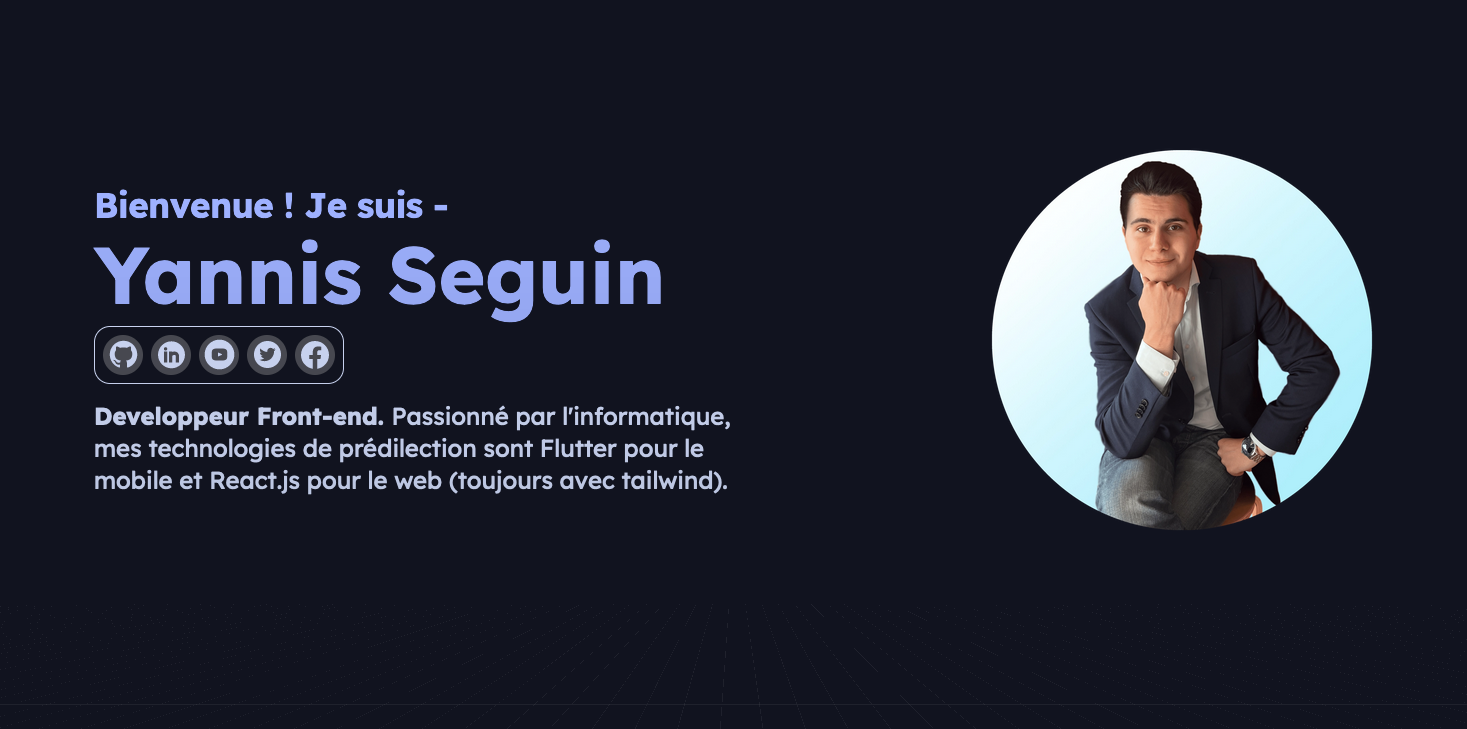 Bienvenue ! Je suis -
Yannis Seguin
in
Developpeur Front-end. Passionné par l'informatique,
mes technologies de prédilection sont Flutter pour le
mobile et React.js pour le web (toujours avec tailwind).